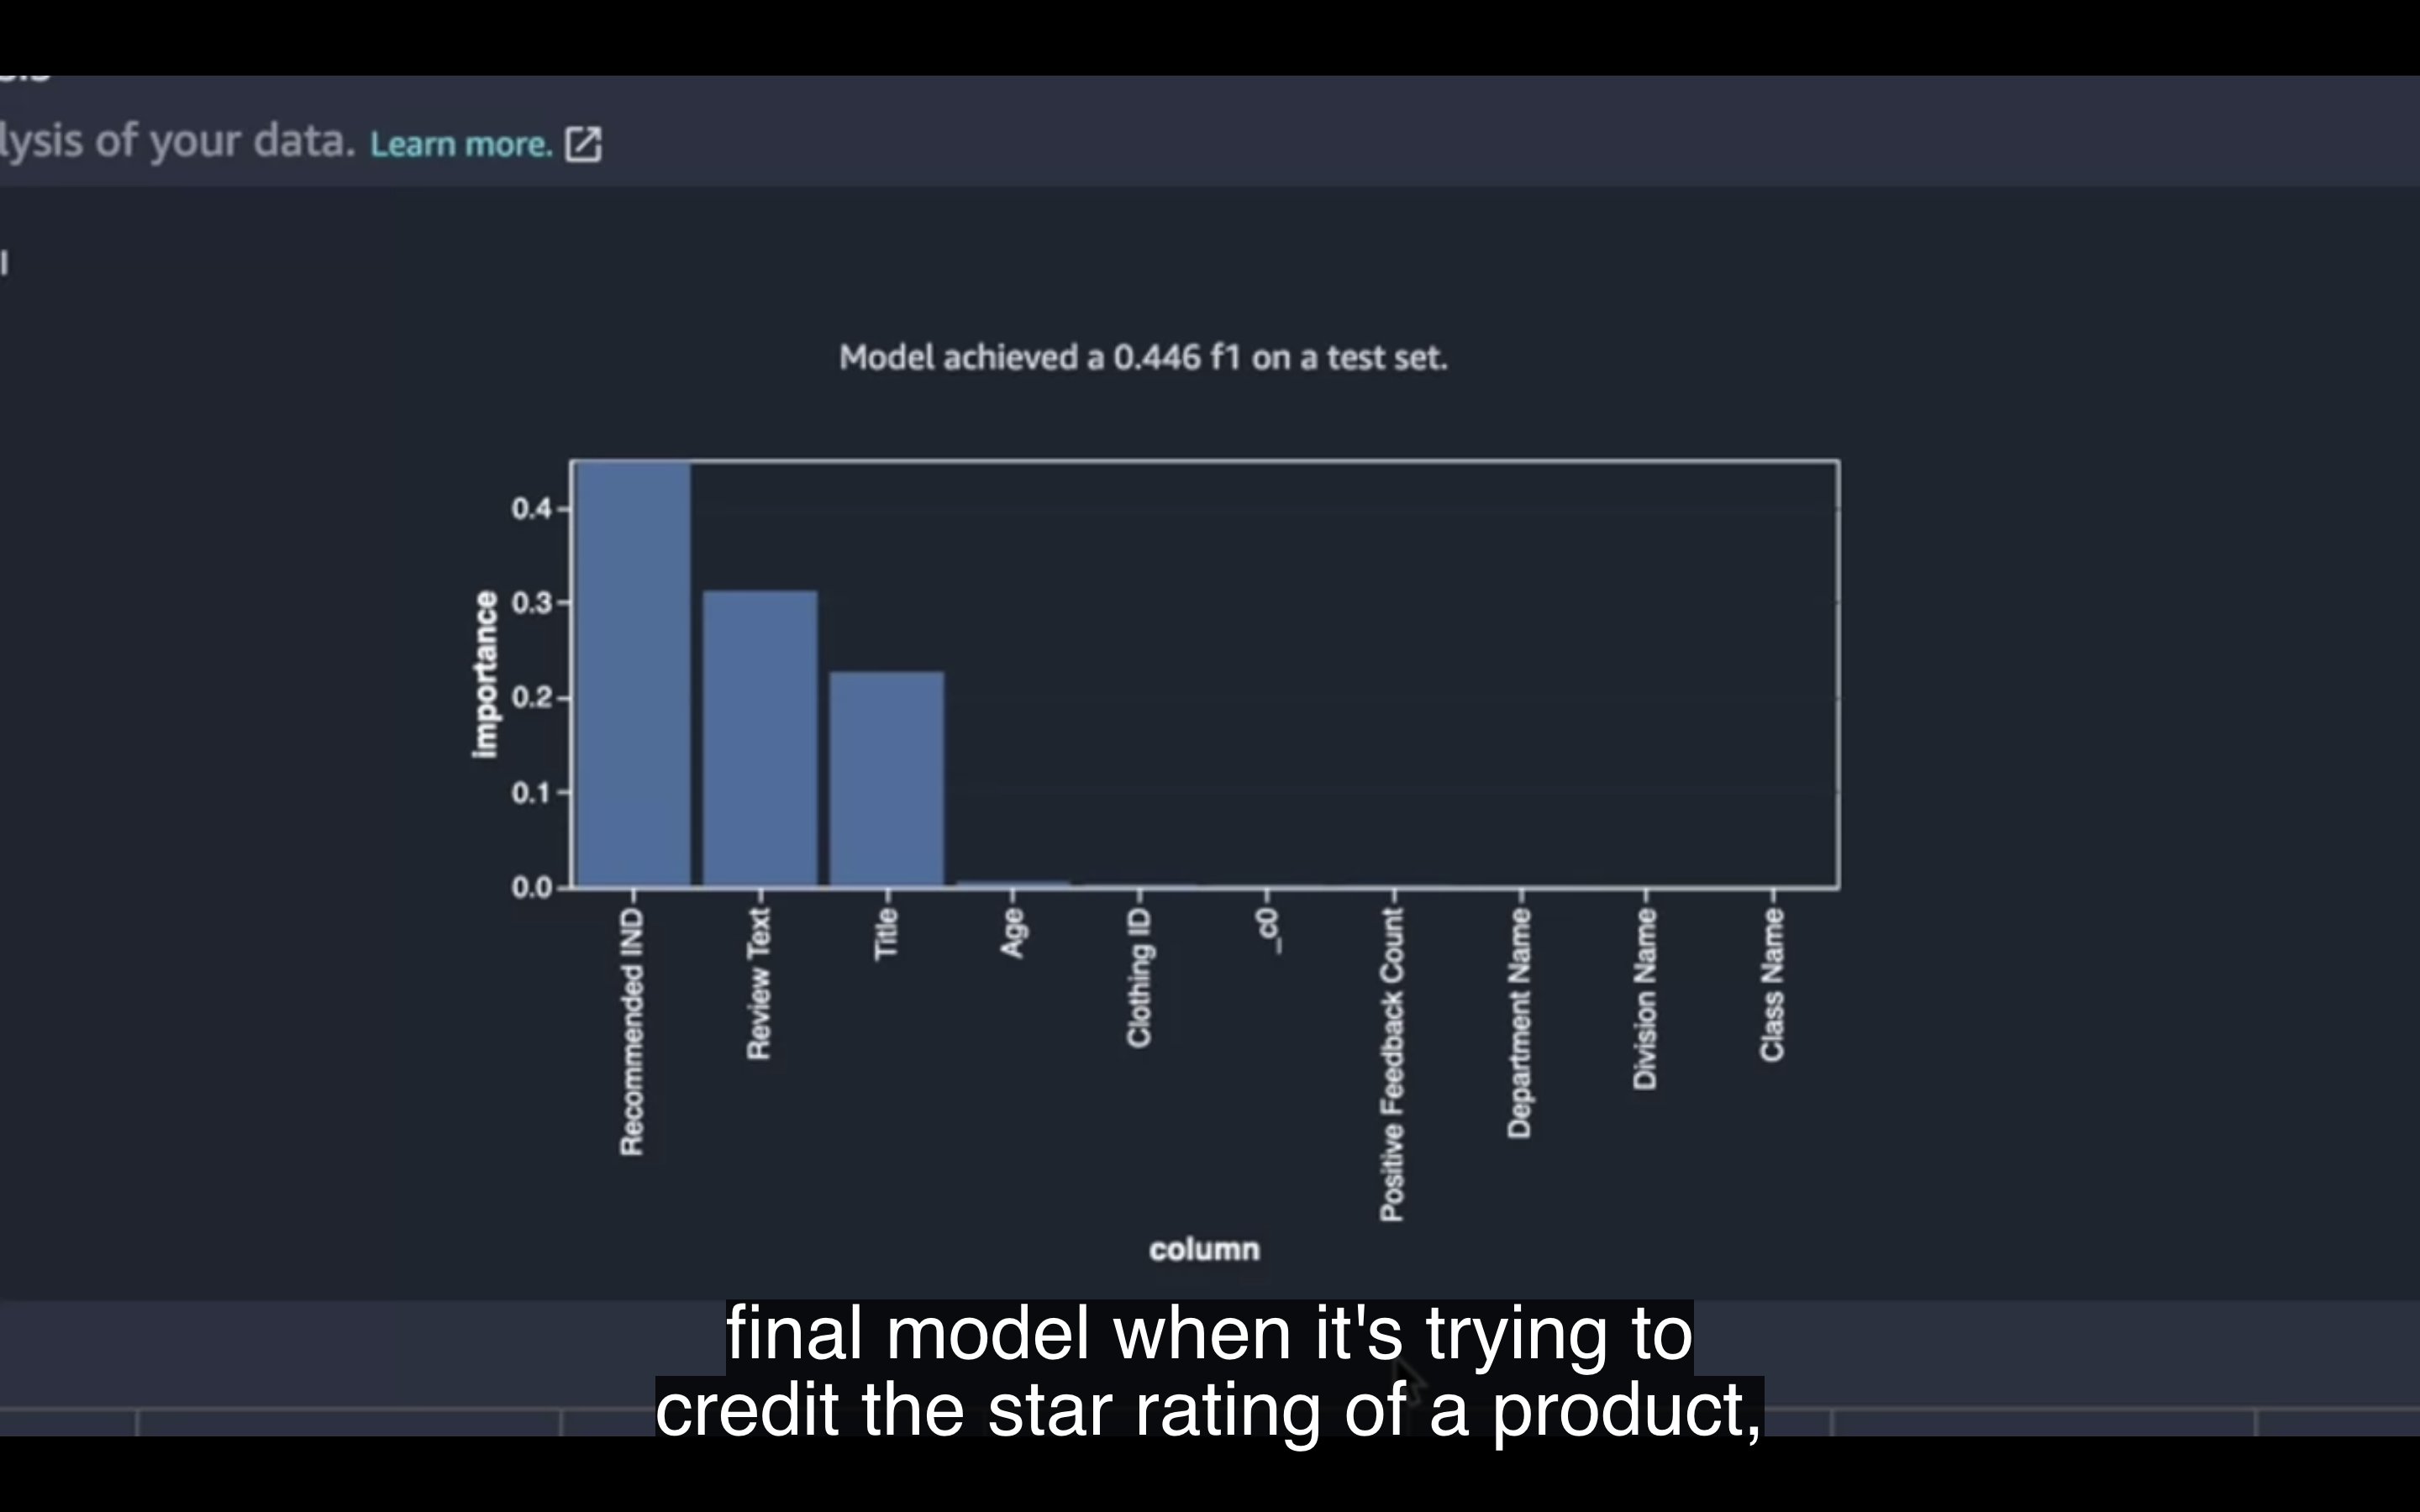 lysis of your data. Learn more.
Model achieved a 0.446 f1 on a test set.
importance
0.4
0.3
0.2
0.1
0.0
Recommended IND
Review Text
Title
Age
Clothing ID
_c0
Positive Feedback Count
Department Name
Division Name
Class Name
column
final model when it's trying to
credit the star rating of a product,